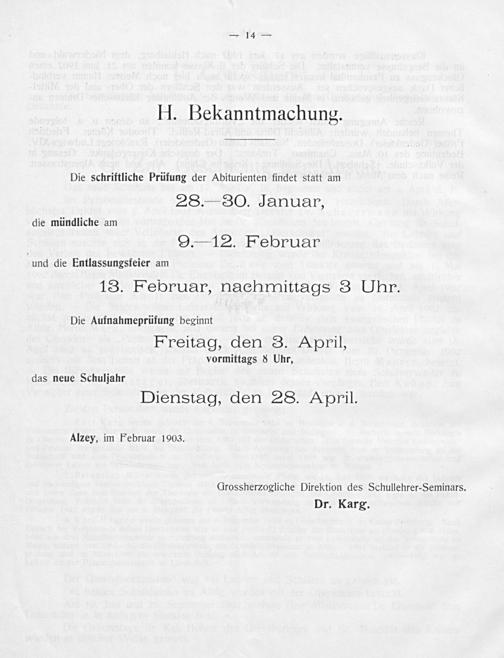 — 14 —
H. Bekanntmachung.
Die schriftliche Prüfung der Abiturienten findet statt am
28.—30. Januar,
die mündliche am
9.—12. Februar
und die Entlassungsfeier am
13. Februar, nachmittags 3 Uhr.
Die Aufnahmeprüfung beginnt
Freitag, den 3. April,
vormittags 8 Uhr,
das neue Schuljahr
Dienstag, den 28. April.
Alzey, im Februar 1903.
Grossherzogliche Direktion des Schullehrer-Seminars.
Dr. Karg.